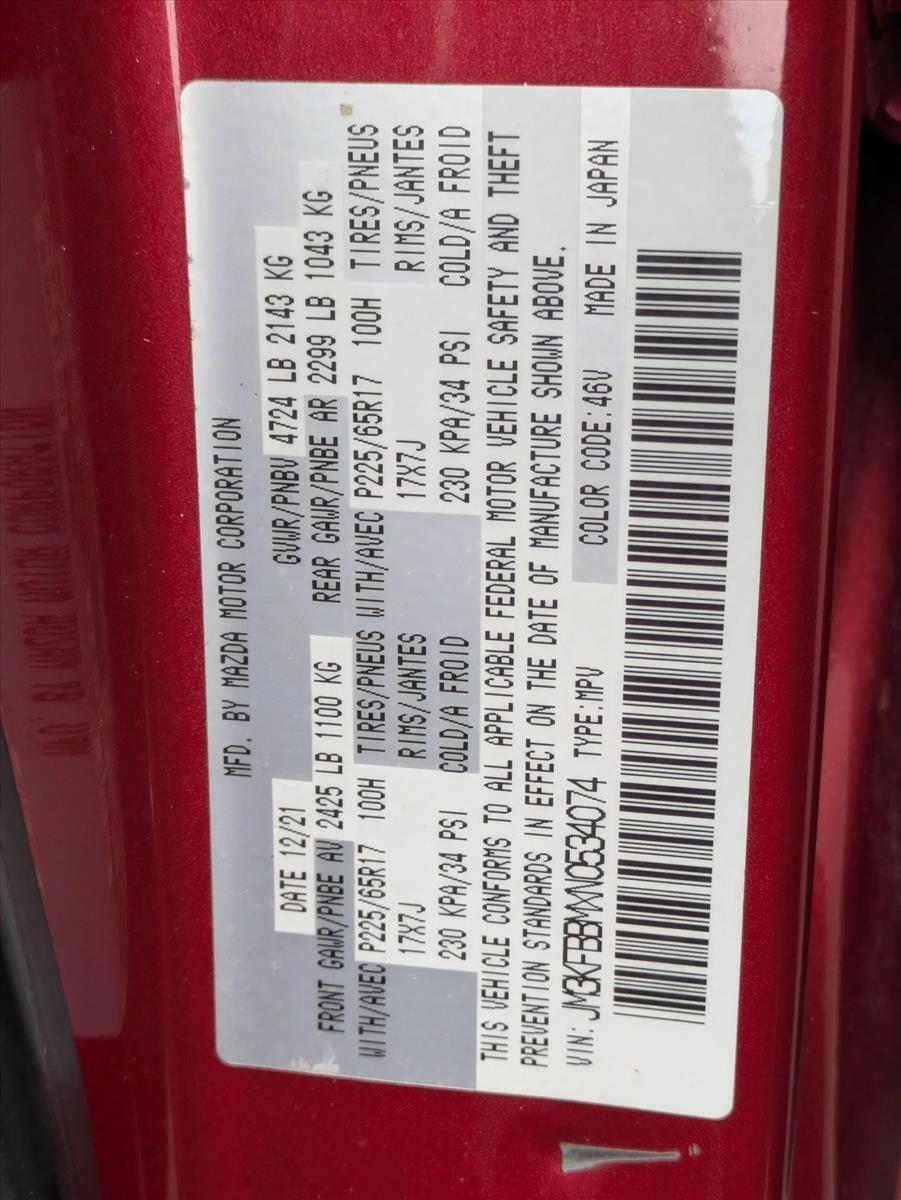 MFD. BY MAZDA MOTOR CORPORATION
DATE 12/21 GVWR/PNBV 4724 LB 2143 KG
FRONT GAWR/PNBE AV 2425 LB 1100 KG REAR GAWR/PNBE AR 2299 LB 1043 KG
WITH/AVEC P225/65R17 100H TIRES/PNEUS WITH/AVEC P225/65R17 100H TIRES/PNEUS
17X7J RIMS/JANTES 17X7J RIMS/JANTES
230 KPA/34 PSI COLD/A FROID 230 KPA/34 PSI COLD/A FROID
THIS VEHICLE CONFORMS TO ALL APPLICABLE FEDERAL MOTOR VEHICLE SAFETY AND THEFT
PREVENTION STANDARDS IN EFFECT ON THE DATE OF MANUFACTURE SHOWN ABOVE.
VIN: JM3KFBBMXN0534074 TYPE:MPV COLOR CODE:46V MADE IN JAPAN